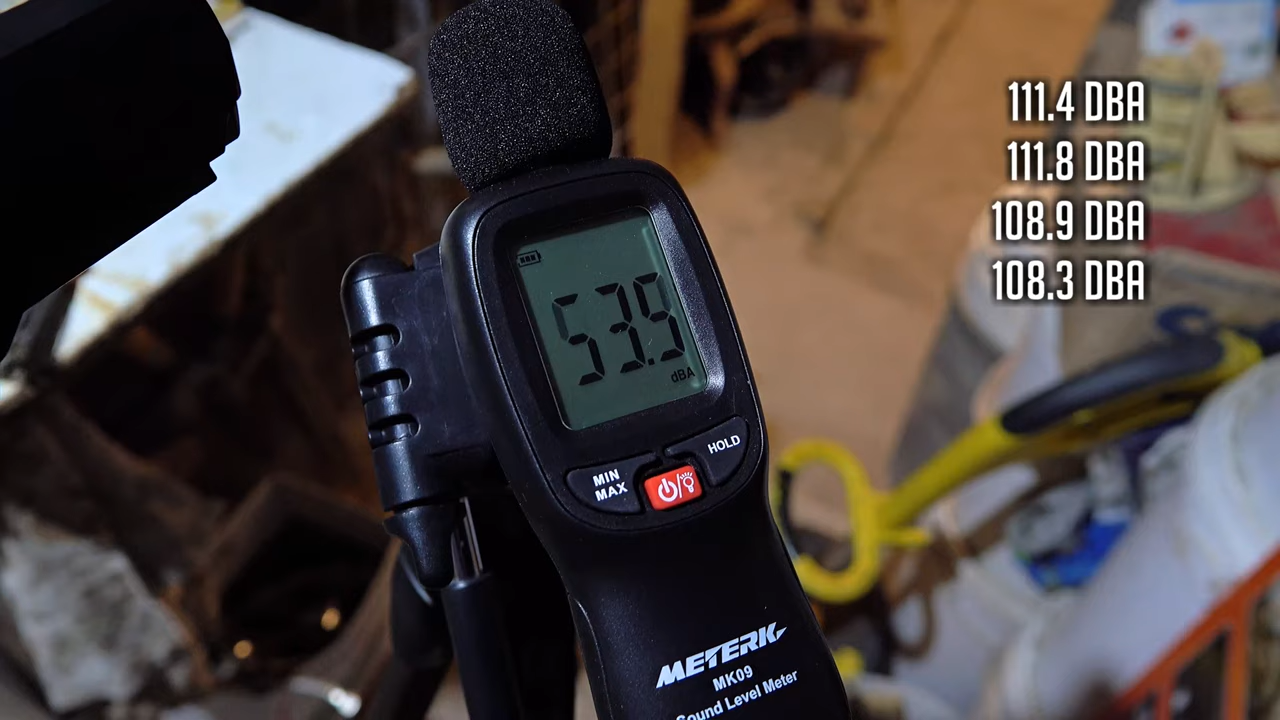 111.4 DBA
111.8 DBA
108.9 DBA
108.3 DBA
53.9
dBA
MIN
MAX
HOLD
METERK
MK09
Sound Level Meter